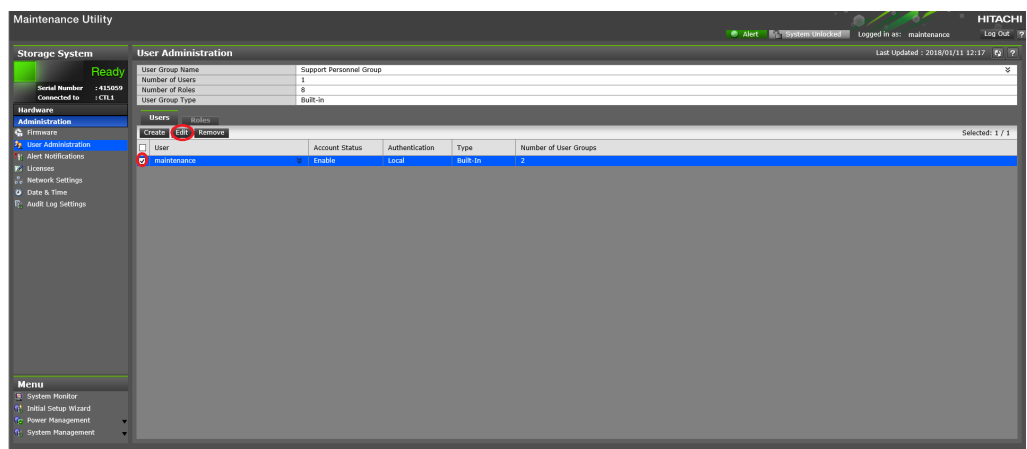 Maintenance Utility
HITACHI
Alert System Unlocked Logged in as: maintenance Log Out ?
Storage System
Ready
Serial Number : 415059
Connected to : CTL1
Hardware
Administration
Firmware
User Administration
Alert Notifications
Licenses
Network Settings
Date & Time
Audit Log Settings
Menu
System Monitor
Initial Setup Wizard
Power Management
System Management
User Administration
Last Updated : 2018/01/11 12:17 ?
User Group Name Support Personnel Group
Number of Users 1
Number of Roles 8
User Group Type Built-in
Users Roles
Create Edit Remove Selected: 1 / 1
User Account Status Authentication Type Number of User Groups
maintenance Enable Local Built-In 2